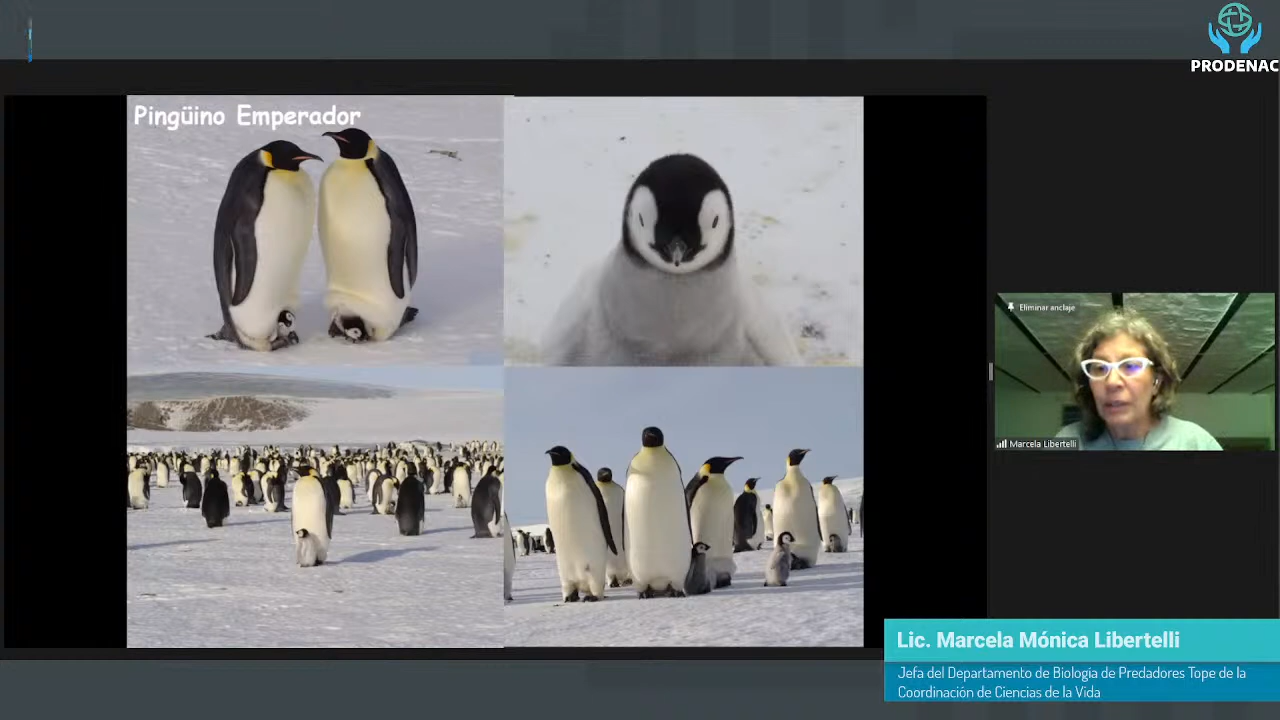 PRODENAC
Pingüino Emperador
Eliminar anclaje
Marcela Libertelli
Lic. Marcela Mónica Libertelli
Jefa del Departamento de Biología de Predadores Tope de la
Coordinación de Ciencias de la Vida